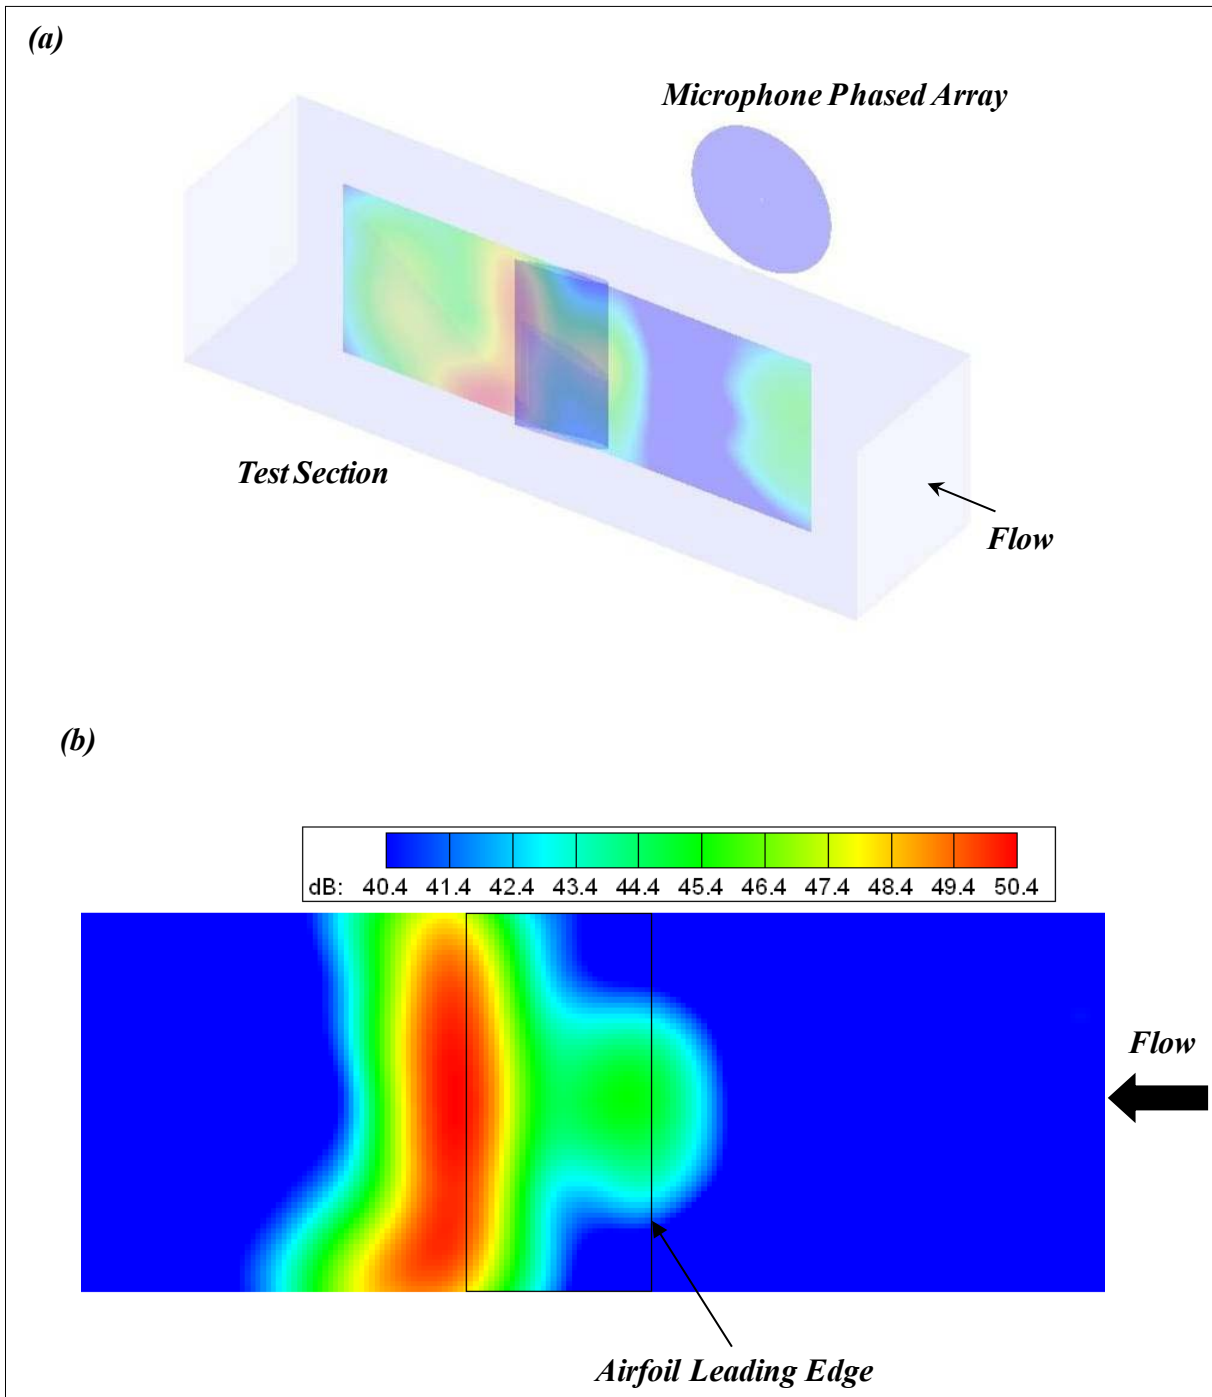 (a)
Microphone Phased Array
Test Section
Flow
(b)
dB: 40.4 41.4 42.4 43.4 44.4 45.4 46.4 47.4 48.4 49.4 50.4
Flow
Airfoil Leading Edge